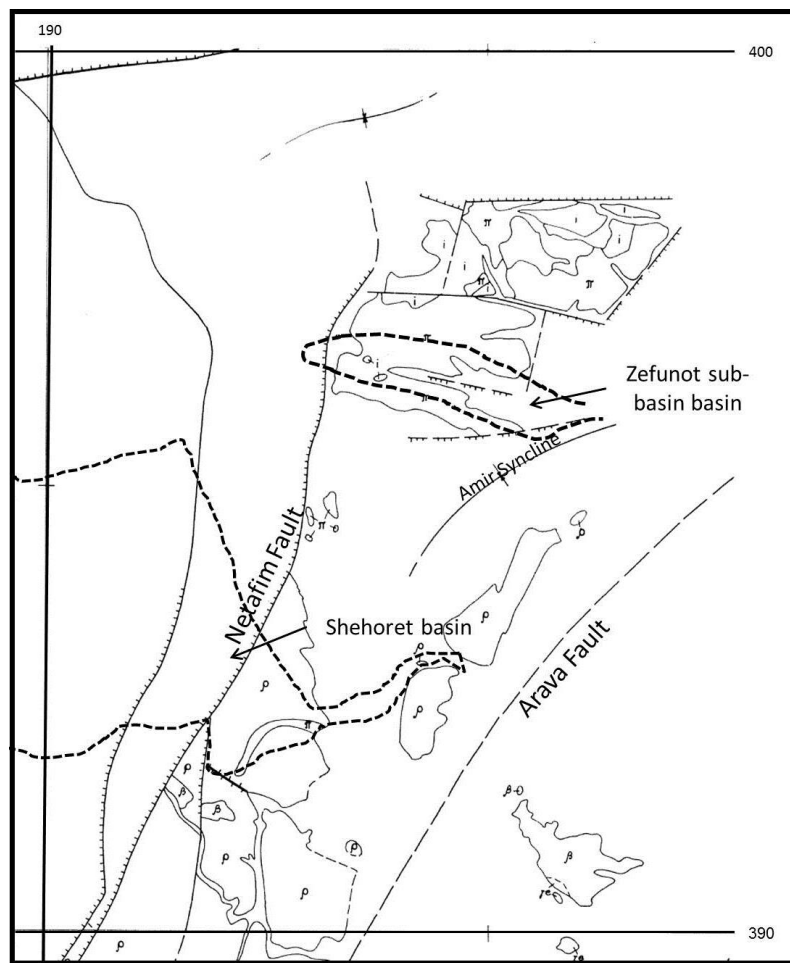 190
400
π
i
i
i
i
i
π
π
i
i
π
i
π
Zefunot sub-
basin basin
Amir Syncline
π
ρ
Netafim Fault
Shehoret basin
ρ
ρ
ρ
Arava Fault
π
ρ
β
β
ρ
ρ
ρ
β
β
ρ
390